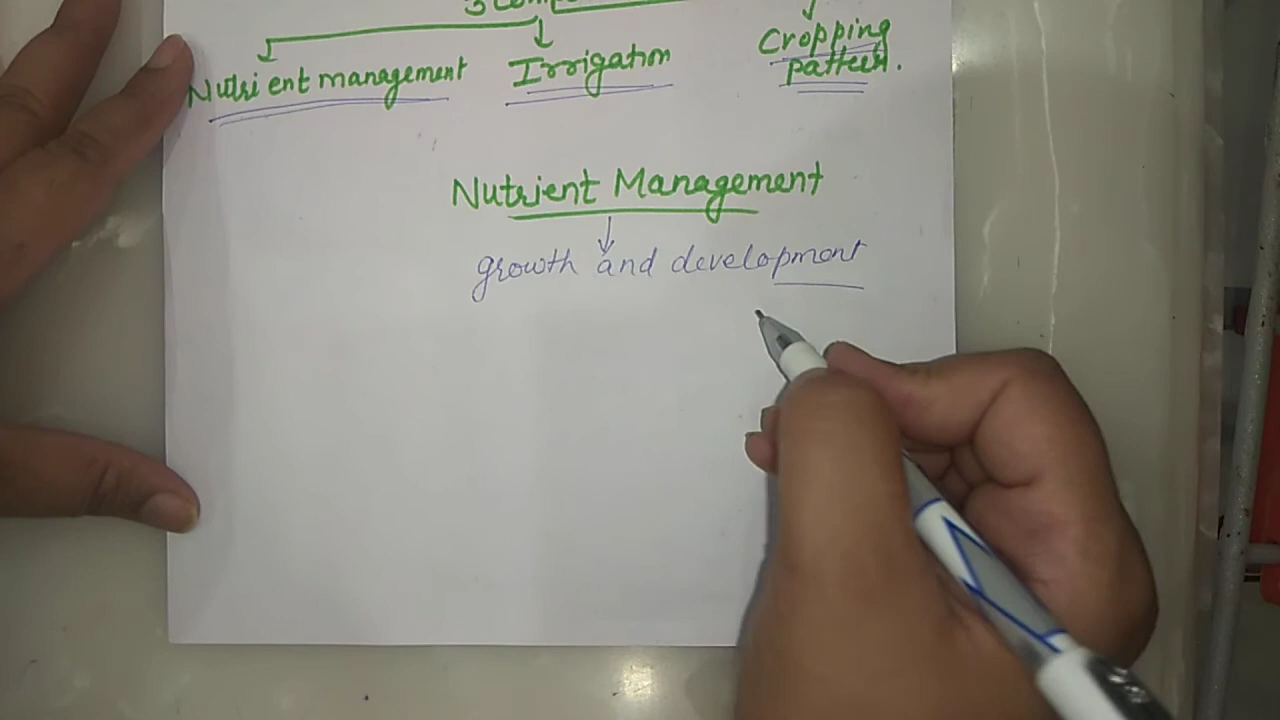 Nutrient management Irrigation Cropping pattern.
Nutrient Management
growth and development